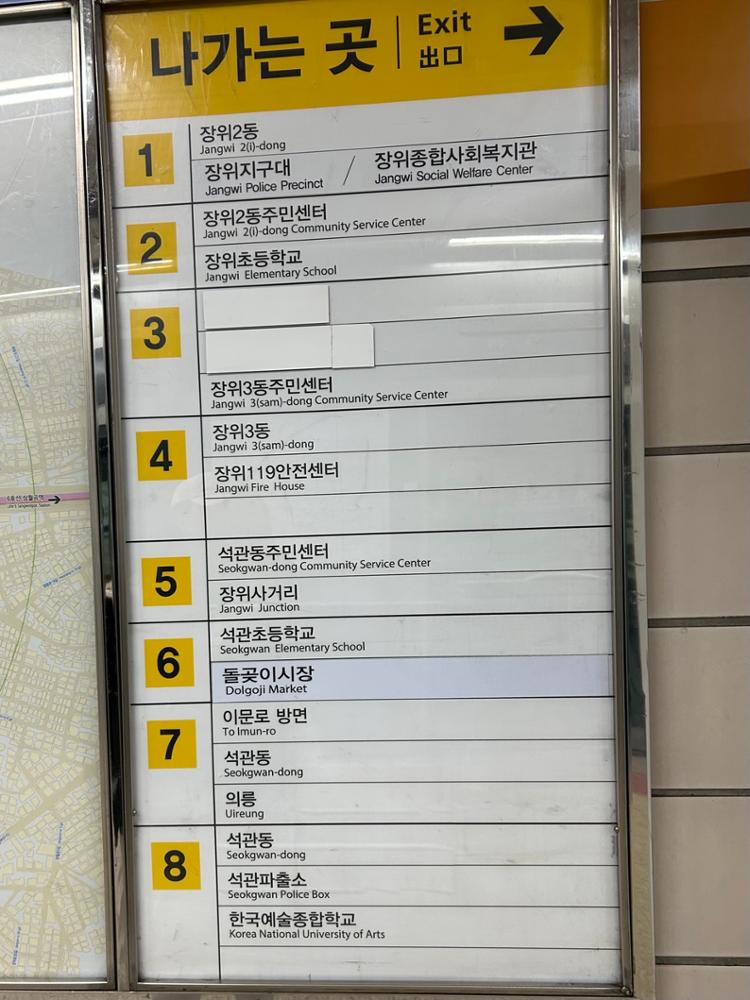 나가는 곳
Exit
出口
1
장위2동
Jangwi 2(i)-dong
장위지구대 / 장위종합사회복지관
Jangwi Police Precinct Jangwi Social Welfare Center
2
장위2동주민센터
Jangwi 2(i)-dong Community Service Center
장위초등학교
Jangwi Elementary School
3
장위3동주민센터
Jangwi 3(sam)-dong Community Service Center
4
장위3동
Jangwi 3(sam)-dong
장위119안전센터
Jangwi Fire House
5
석관동주민센터
Seokgwan-dong Community Service Center
장위사거리
Jangwi Junction
6
석관초등학교
Seokgwan Elementary School
돌곶이시장
Dolgoji Market
7
이문로 방면
To Imun-ro
석관동
Seokgwan-dong
의릉
Uireung
8
석관동
Seokgwan-dong
석관파출소
Seokgwan Police Box
한국예술종합학교
Korea National University of Arts